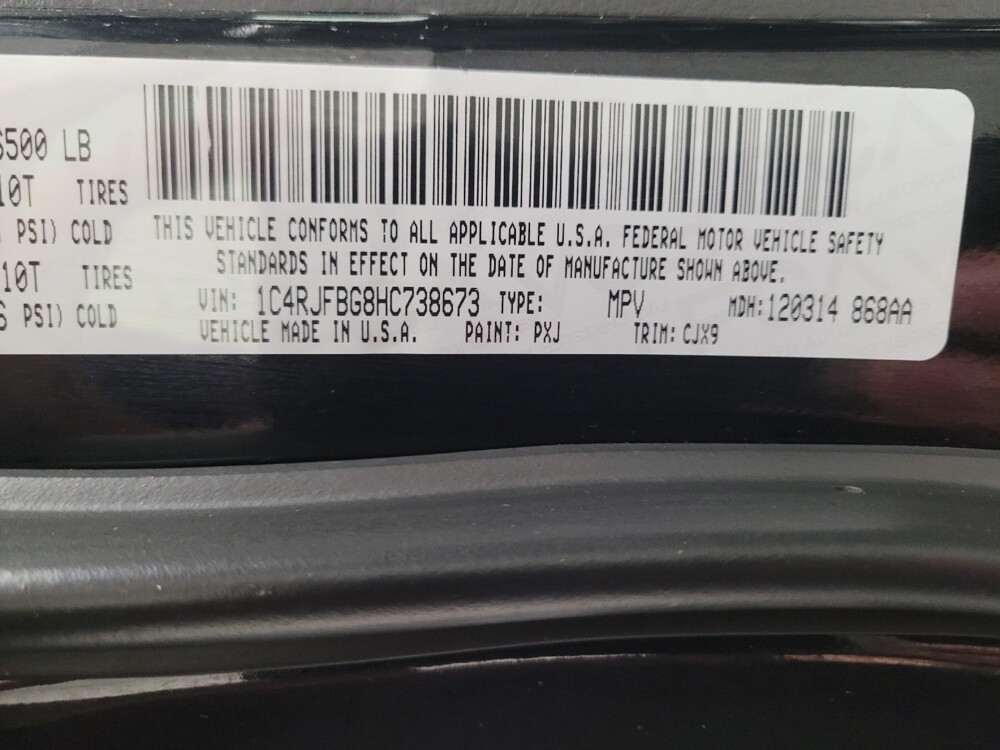 6500 LB
10T TIRES
PSI) COLD
10T TIRES
PSI) COLD
THIS VEHICLE CONFORMS TO ALL APPLICABLE U.S.A. FEDERAL MOTOR VEHICLE SAFETY
STANDARDS IN EFFECT ON THE DATE OF MANUFACTURE SHOWN ABOVE.
VIN: 1C4RJFBG8HC738673 TYPE: MPV MDH:120314 868AA
VEHICLE MADE IN U.S.A. PAINT: PXJ TRIM: CJX9